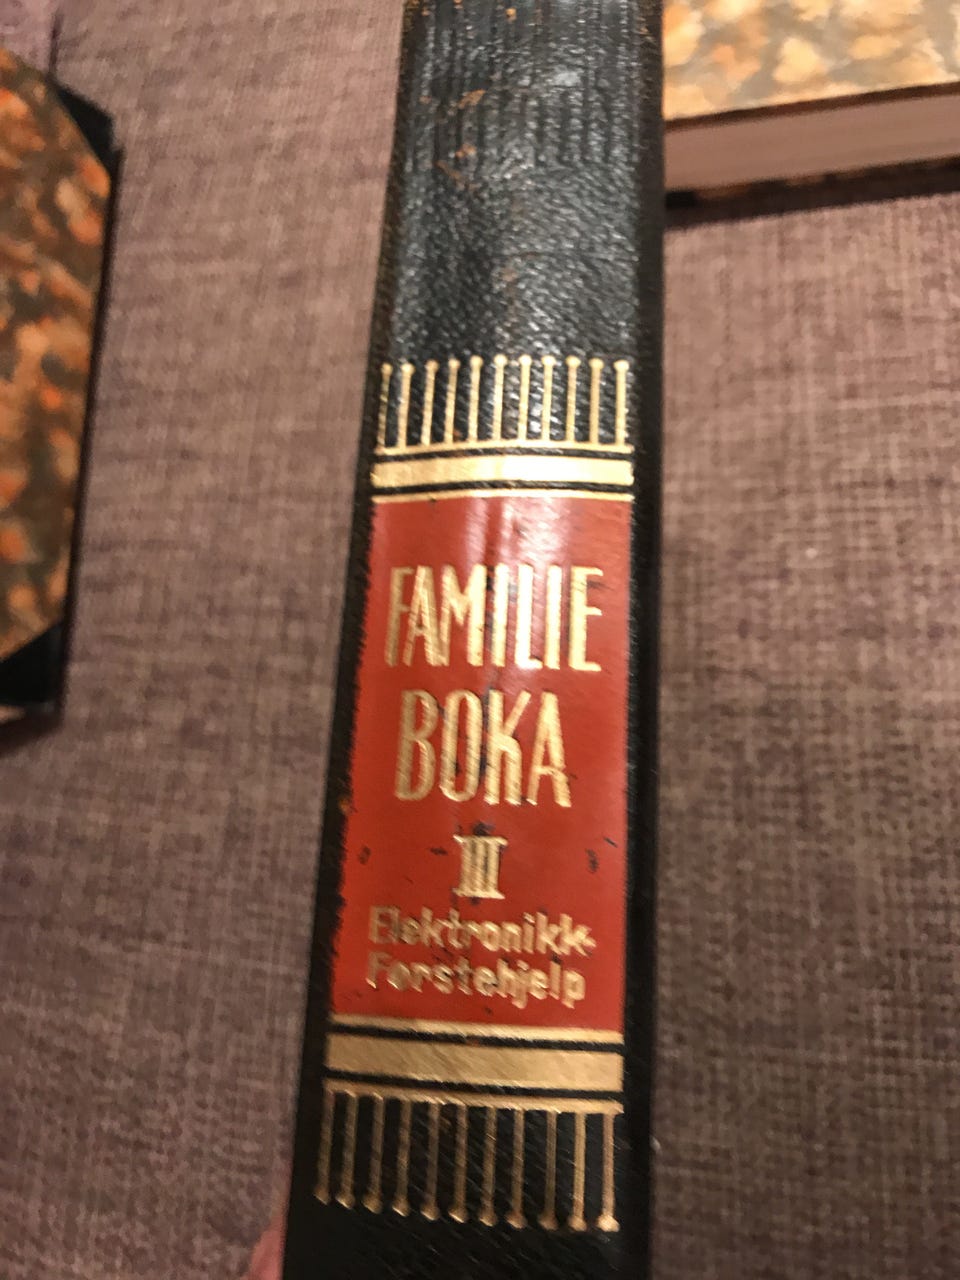 FAMILIE
BOKA
III
Elektronikk-
Førstehjelp